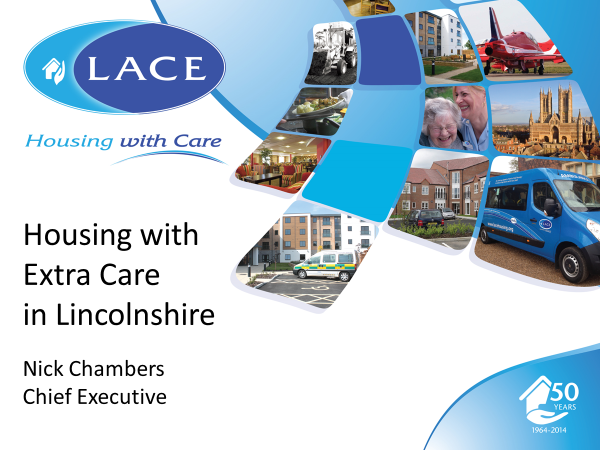 LACE
Housing with Care
Housing with
Extra Care
in Lincolnshire
Nick Chambers
Chief Executive
50
YEARS
1964-2014